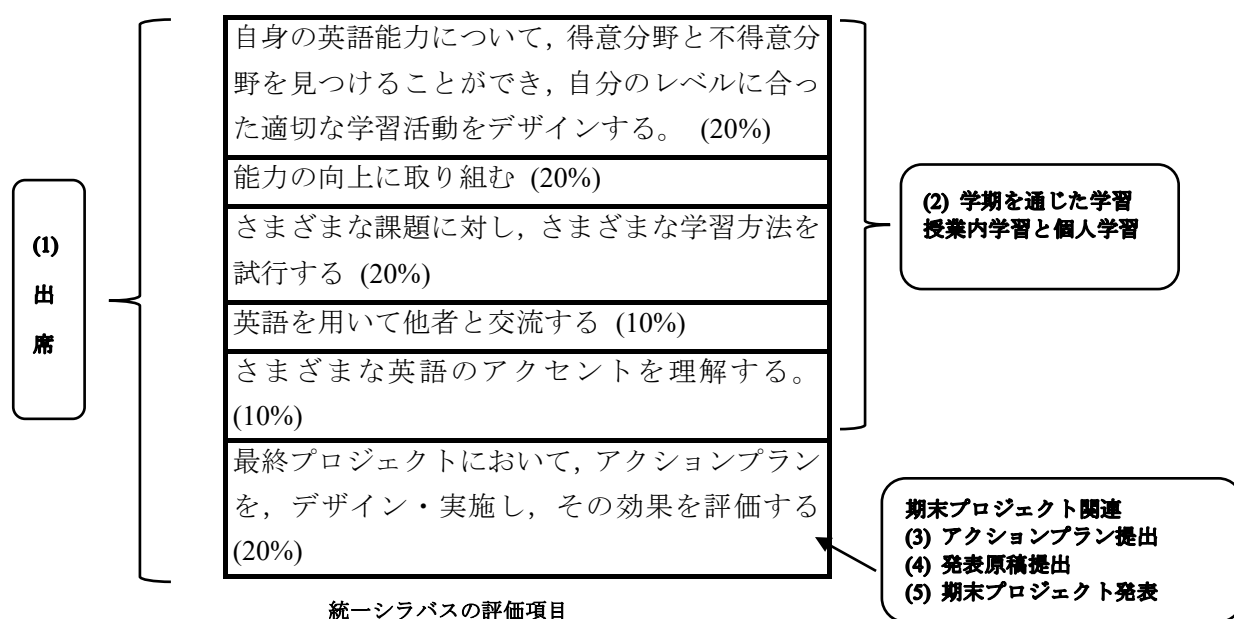 (1)
出
席
自身の英語能力について, 得意分野と不得意分
野を見つけることができ, 自分のレベルに合っ
た適切な学習活動をデザインする。 (20%)
能力の向上に取り組む (20%)
さまざまな課題に対し, さまざまな学習方法を
試行する (20%)
英語を用いて他者と交流する (10%)
さまざまな英語のアクセントを理解する。
(10%)
最終プロジェクトにおいて, アクションプラン
を, デザイン・実施し, その効果を評価する
(20%)
(2) 学期を通じた学習
授業内学習と個人学習
期末プロジェクト関連
(3) アクションプラン提出
(4) 発表原稿提出
(5) 期末プロジェクト発表
統一シラバスの評価項目